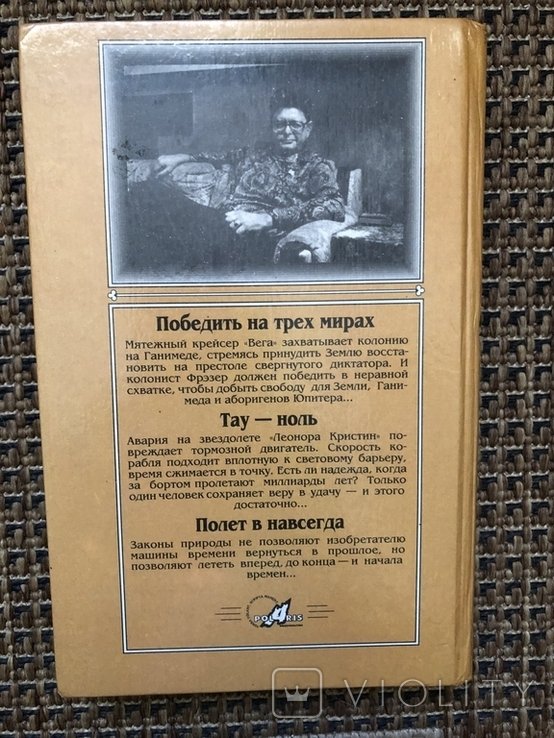 Победить на трех мирах
Мятежный крейсер «Вега» захватывает колонию
на Ганимеде, стремясь принудить Землю восста-
новить на престоле свергнутого диктатора. И
колонист Фрэзер должен победить в неравной
схватке, чтобы добыть свободу для Земли, Гани-
меда и аборигенов Юпитера...
Тау — ноль
Авария на звездолете «Леонора Кристин» по-
вреждает тормозной двигатель. Скорость ко-
рабля подходит вплотную к световому барьеру,
время сжимается в точку. Есть ли надежда, когда
за бортом пролетают миллиарды лет? Только
один человек сохраняет веру в удачу — и этого
достаточно...
Полет в навсегда
Законы природы не позволяют изобретателю
машины времени вернуться в прошлое, но
позволяют лететь вперед, до конца — и начала
времен...
POLARIS
VIOLITY